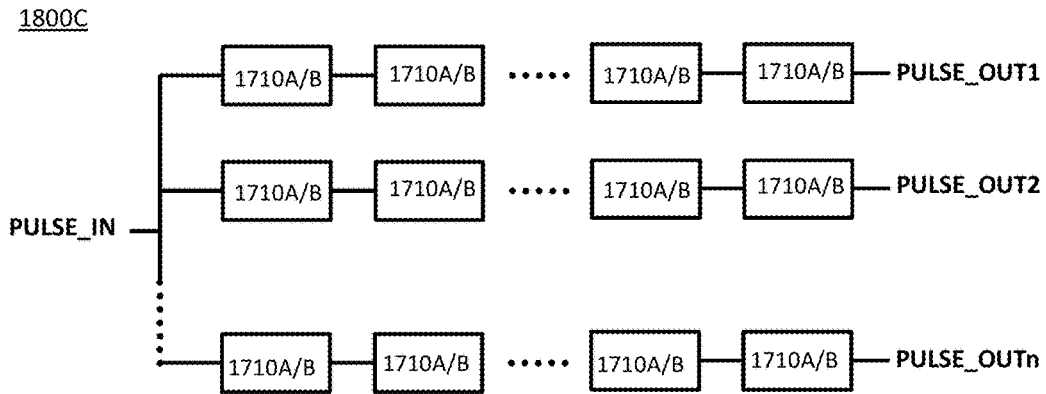 1800C
1710A/B 1710A/B 1710A/B 1710A/B PULSE_OUT1
1710A/B 1710A/B 1710A/B 1710A/B PULSE_OUT2
PULSE_IN
1710A/B 1710A/B 1710A/B 1710A/B PULSE_OUTn